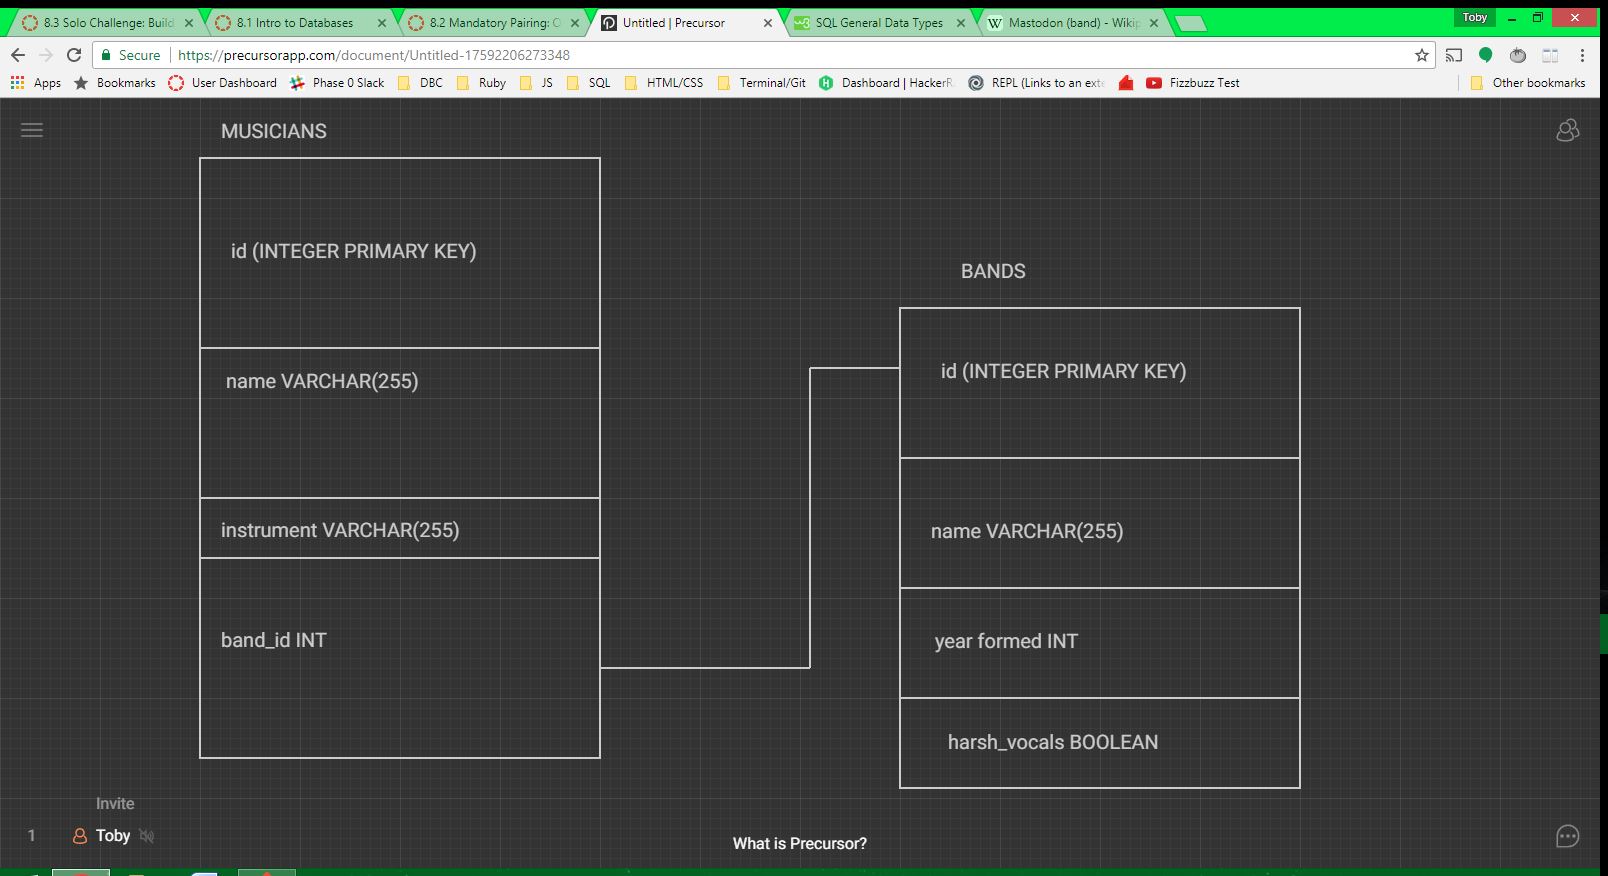 8.3 Solo Challenge: Build
8.1 Intro to Databases
8.2 Mandatory Pairing: O
Untitled | Precursor
SQL General Data Types
Mastodon (band) - Wikip
Toby
Secure
https://precursorapp.com/document/Untitled-17592206273348
Apps
Bookmarks
User Dashboard
Phase 0 Slack
DBC
Ruby
JS
SQL
HTML/CSS
Terminal/Git
Dashboard | HackerRa
REPL (Links to an exte
Fizzbuzz Test
Other bookmarks
MUSICIANS
id (INTEGER PRIMARY KEY)
name VARCHAR(255)
instrument VARCHAR(255)
band_id INT
BANDS
id (INTEGER PRIMARY KEY)
name VARCHAR(255)
year formed INT
harsh_vocals BOOLEAN
Invite
1
Toby
What is Precursor?